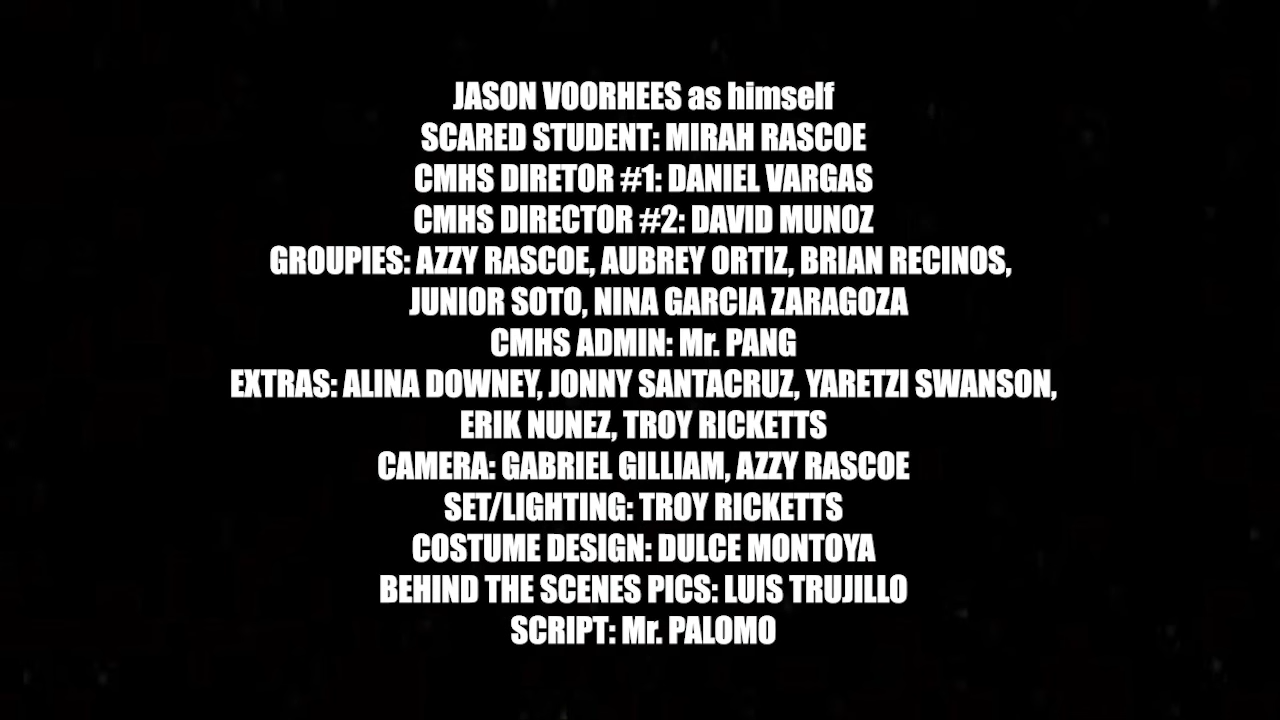 JASON VOORHEES as himself
SCARED STUDENT: MIRAH RASCOE
CMHS DIRETOR #1: DANIEL VARGAS
CMHS DIRECTOR #2: DAVID MUNOZ
GROUPIES: AZZY RASCOE, AUBREY ORTIZ, BRIAN RECINOS,
JUNIOR SOTO, NINA GARCIA ZARAGOZA
CMHS ADMIN: Mr. PANG
EXTRAS: ALINA DOWNEY, JONNY SANTACRUZ, YARETZI SWANSON,
ERIK NUNEZ, TROY RICKETTS
CAMERA: GABRIEL GILLIAM, AZZY RASCOE
SET/LIGHTING: TROY RICKETTS
COSTUME DESIGN: DULCE MONTOYA
BEHIND THE SCENES PICS: LUIS TRUJILLO
SCRIPT: Mr. PALOMO